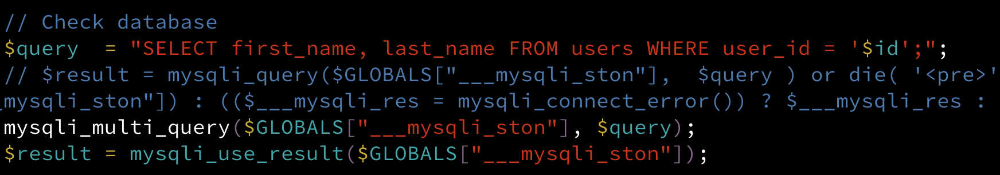 // Check database
$query  = "SELECT first_name, last_name FROM users WHERE user_id = '$id';";
// $result = mysqli_query($GLOBALS["___mysqli_ston"],  $query ) or die( '<pre>'
_mysqli_ston"]) : (($___mysqli_res = mysqli_connect_error()) ? $___mysqli_res :
mysqli_multi_query($GLOBALS["___mysqli_ston"], $query);
$result = mysqli_use_result($GLOBALS["___mysqli_ston"]);